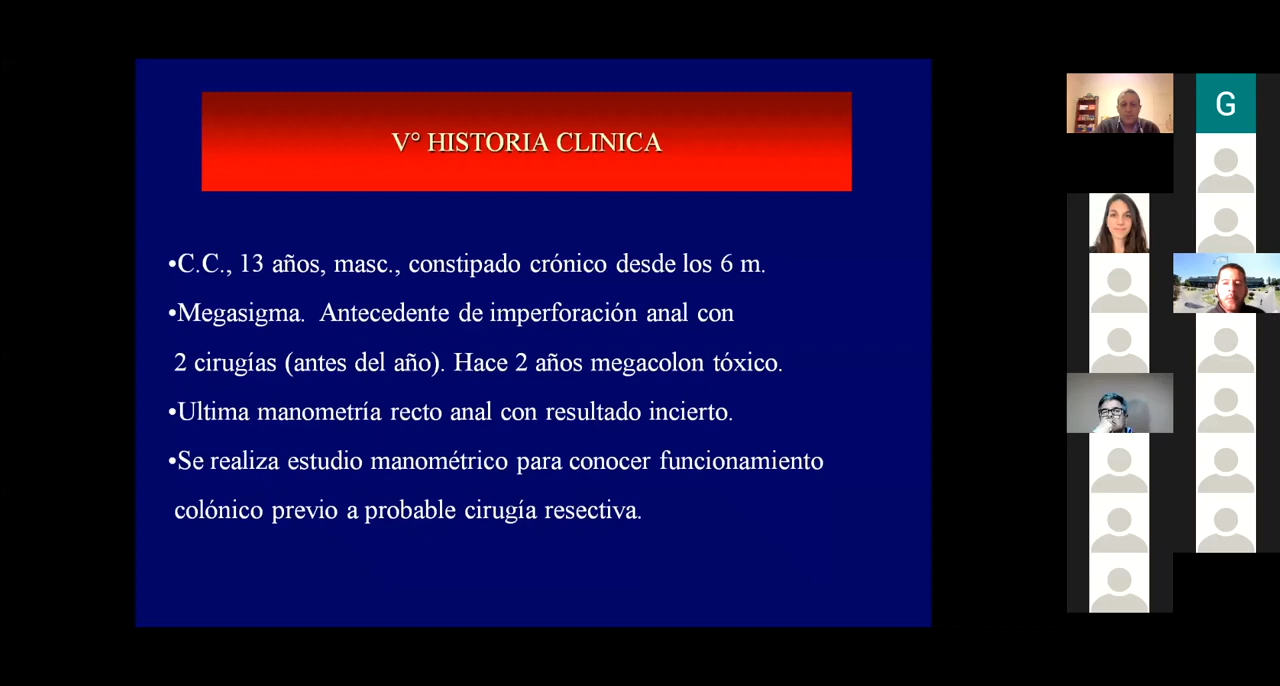 V° HISTORIA CLINICA
•C.C., 13 años, masc., constipado crónico desde los 6 m.
•Megasigma. Antecedente de imperforación anal con
2 cirugías (antes del año). Hace 2 años megacolon tóxico.
•Ultima manometría recto anal con resultado incierto.
•Se realiza estudio manométrico para conocer funcionamiento
colónico previo a probable cirugía resectiva.
G